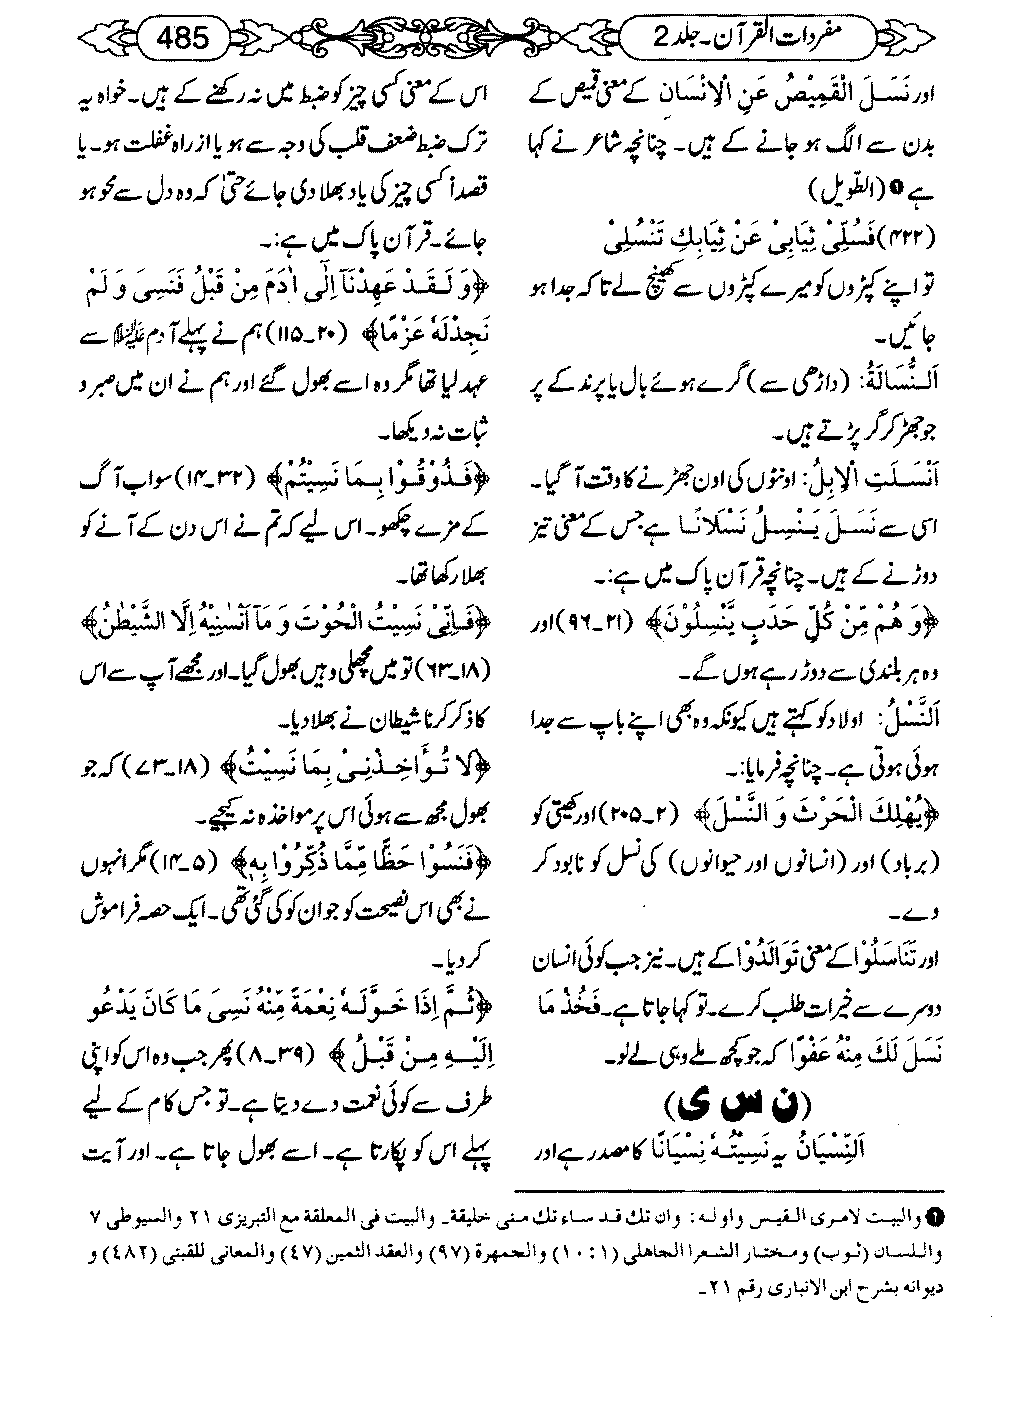 مفردات القرآن۔جلد 2
485
اور نَسَلَ الْقَمِیْصُ عَنِ الْاِنْسَان کے معنی قمیص کے
بدن سے الگ ہو جانے کے ہیں۔ چنانچہ شاعر نے کہا
ہے❶ (الطّویل)
(۴۲۲) فَسُلِّیْ ثِیَابِیْ عَنْ ثِیَابِكِ تَنْسُلِیْ
تو اپنے کپڑوں کو میرے کپڑوں سے کھینچ لے تاکہ جدا ہو
جائیں۔
اَلنُّسَالَةُ: (داڑھی سے) گرے ہوئے بال یا پرند کے پر
جو جھڑ کر گر پڑتے ہیں۔
اَنْسَلَتِ الْاِبِلُ: اونٹوں کی اون جھڑنے کا وقت آ گیا۔
اسی سے نَسَلَ یَنْسِلُ نَسْلَانًا ہے جس کے معنی تیز
دوڑنے کے ہیں۔ چنانچہ قرآن پاک میں ہے:۔
﴿وَ هُمْ مِّنْ كُلِّ حَدَبٍ یَّنْسِلُوْنَ﴾ (۲۱۔۹۶) اور
وہ ہر بلندی سے دوڑ رہے ہوں گے۔
اَلنَّسْلُ: اولاد کو کہتے ہیں کیونکہ وہ بھی اپنے باپ سے جدا
ہوئی ہوتی ہے۔ چنانچہ فرمایا:۔
﴿یُهْلِكَ الْحَرْثَ وَ النَّسْلَ﴾ (۲۔۲۰۵) اور کھیتی کو
(برباد) اور (انسانوں اور حیوانوں) کی نسل کو نابود کر
دے۔
اور تَنَاسَلُوْا کے معنی تَوَالَدُوْا کے ہیں۔ نیز جب کوئی انسان
دوسرے سے خیرات طلب کرے۔ تو کہا جاتا ہے۔ فَخُذْ مَا
نَسَلَ لَكَ مِنْهُ عَفْوًا کہ جو کچھ ملے وہی لے لو۔
(ن س ی)
اَلنِّسْیَانُ یہ نَسِیْتُهٗ نِسْیَانًا کا مصدر ہے اور
اس کے معنی کسی چیز کو ضبط میں نہ رکھنے کے ہیں۔ خواہ یہ
ترک ضبط ضعف قلب کی وجہ سے ہو یا از راہ غفلت ہو۔ یا
قصداً کسی چیز کی یاد بھلا دی جائے حتیٰ کہ وہ دل سے محو ہو
جائے۔ قرآن پاک میں ہے:۔
﴿وَ لَقَدْ عَهِدْنَآ اِلٰٓی اٰدَمَ مِنْ قَبْلُ فَنَسِیَ وَ لَمْ
نَجِدْلَهٗ عَزْمًا﴾ (۲۰۔۱۱۵) ہم نے پہلے آدم علیہ السلام سے
عہد لیا تھا مگر وہ اسے بھول گئے اور ہم نے ان میں صبر و
ثبات نہ دیکھا۔
﴿فَذُوْقُوْا بِمَا نَسِیْتُمْ﴾ (۳۲۔۱۴) سو اب آگ
کے مزے چکھو۔ اس لیے کہ تم نے اس دن کے آنے کو
بھلا رکھا تھا۔
﴿فَاِنِّیْ نَسِیْتُ الْحُوْتَ وَ مَآ اَنْسٰنِیْهُ اِلَّا الشَّیْطٰنُ﴾
(۱۸۔۶۳) تو میں مچھلی وہیں بھول گیا۔ اور مجھے آپ سے اس
کا ذکر کرنا شیطان نے بھلا دیا۔
﴿لَا تُؤَاخِذْنِیْ بِمَا نَسِیْتُ﴾ (۱۸۔۷۳) کہ جو
بھول مجھ سے ہوئی اس پر مواخذہ نہ کیجیے۔
﴿فَنَسُوْا حَظًّا مِّمَّا ذُكِّرُوْا بِهٖ﴾ (۵۔۱۴) مگر انہوں
نے بھی اس نصیحت کو جو ان کو کی گئی تھی۔ ایک حصہ فراموش
کر دیا۔
﴿ثُمَّ اِذَا خَوَّلَهٗ نِعْمَةً مِّنْهُ نَسِیَ مَا كَانَ یَدْعُو
اِلَیْهِ مِنْ قَبْلُ﴾ (۳۹۔۸) پھر جب وہ اس کو اپنی
طرف سے کوئی نعمت دے دیتا ہے۔ تو جس کام کے لیے
پہلے اس کو پکارتا ہے۔ اسے بھول جاتا ہے۔ اور آیت
❶ والبیت لامری القیس واوله: وان تك قد ساء تك منی خلیقة۔ والبیت فی المعلقة مع التبریزی ۲۱ والسیوطی ۷
واللسان (ثوب) ومختار الشعرا الجاهلی (۱:۱۰) والجمهرة (۹۷) والعقد الثمین (۴۷) والمعانی للقبتی (۴۸۲) و
دیوانه بشرح ابن الانباری رقم ۲۱۔